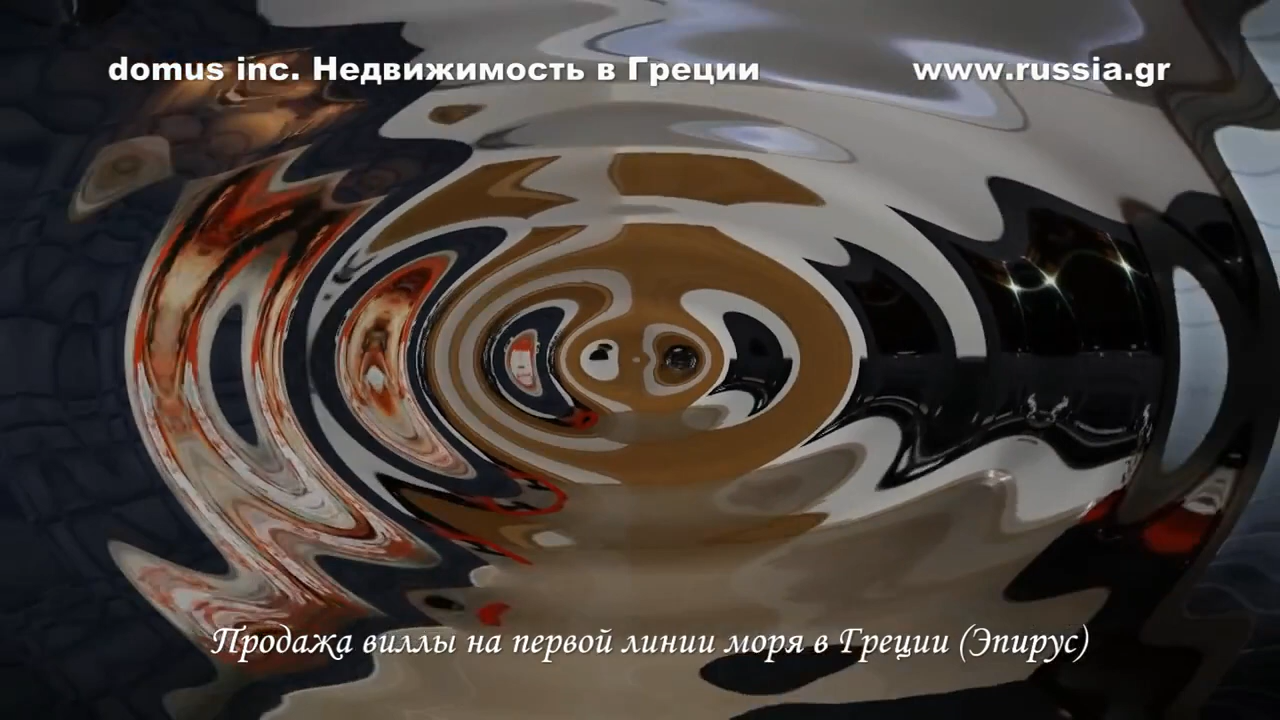 domus inc. Недвижимость в Греции www.russia.gr
Продажа виллы на первой линии моря в Греции (Эпирус)